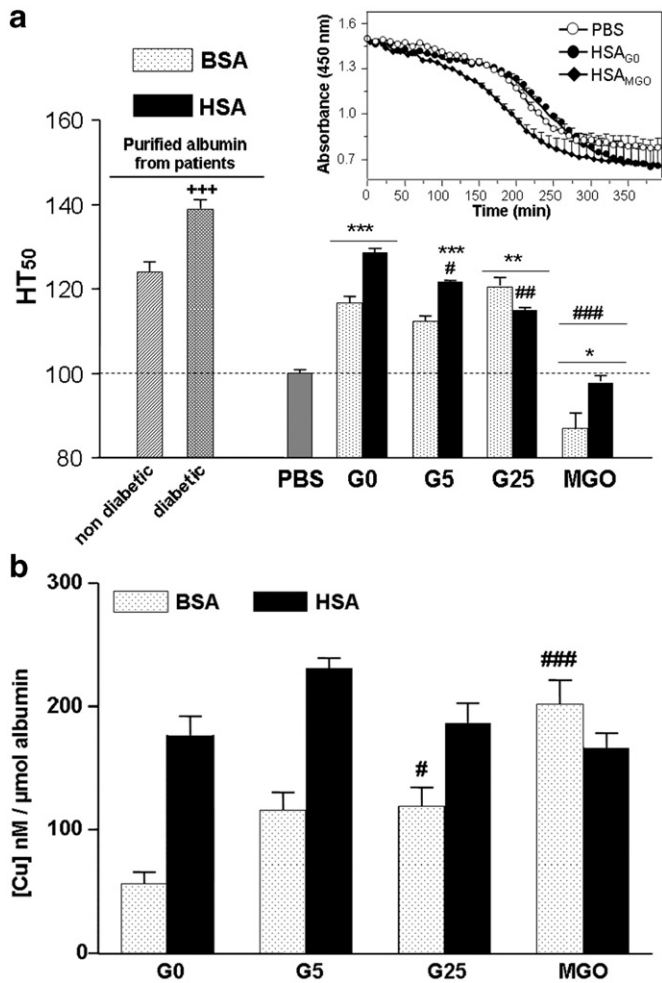 a
BSA
HSA
Purified albumin
from patients
+++
HT50
160
140
120
100
80
non diabetic
diabetic
PBS
G0
G5
G25
MGO
***
***
#
**
##
###
*
Absorbance (450 nm)
1.6
1.3
1.0
0.7
0
50
100
150
200
250
300
350
Time (min)
PBS
HSAG0
HSAMGO
b
BSA
HSA
[Cu] nM / µmol albumin
300
200
100
0
#
###
G0
G5
G25
MGO